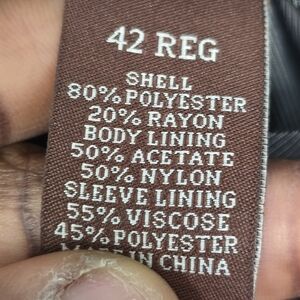 42 REG
SHELL
80% POLYESTER
20% RAYON
BODY LINING
50% ACETATE
50% NYLON
SLEEVE LINING
55% VISCOSE
45% POLYESTER
MADE IN CHINA